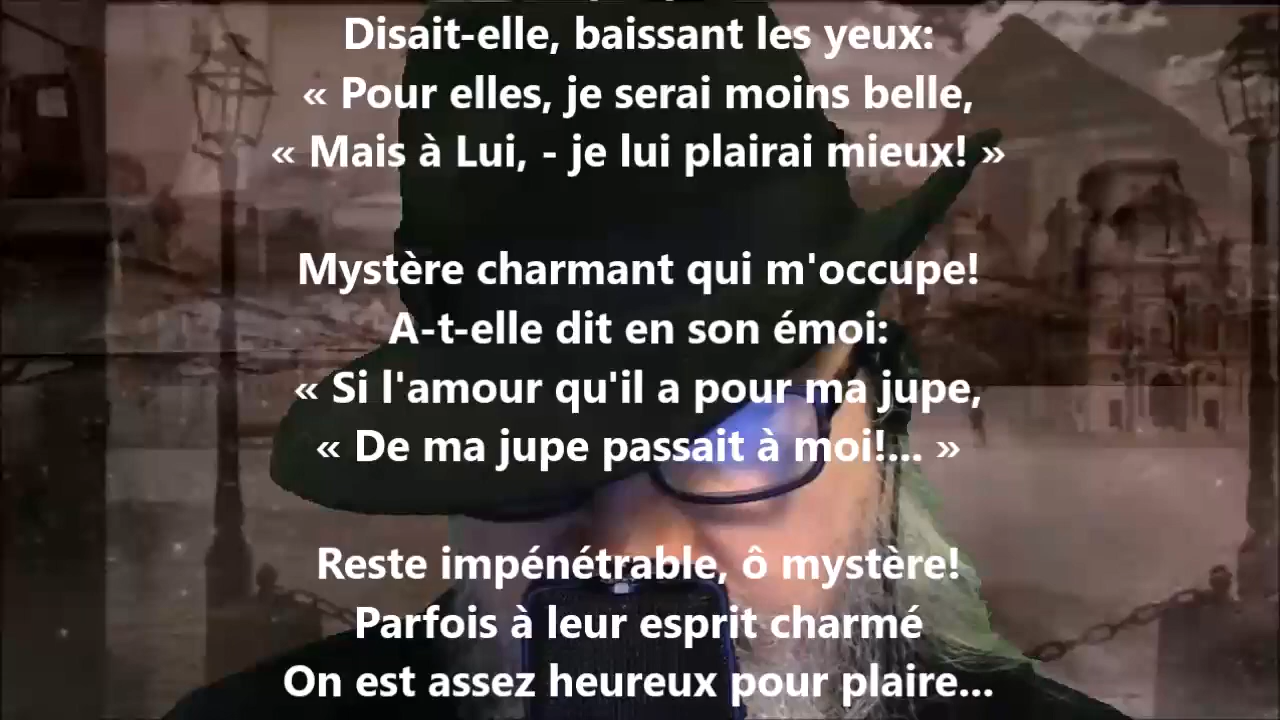 Disait-elle, baissant les yeux:
« Pour elles, je serai moins belle,
« Mais à Lui, - je lui plairai mieux! »
Mystère charmant qui m'occupe!
A-t-elle dit en son émoi:
« Si l'amour qu'il a pour ma jupe,
« De ma jupe passait à moi!... »
Reste impénétrable, ô mystère!
Parfois à leur esprit charmé
On est assez heureux pour plaire...